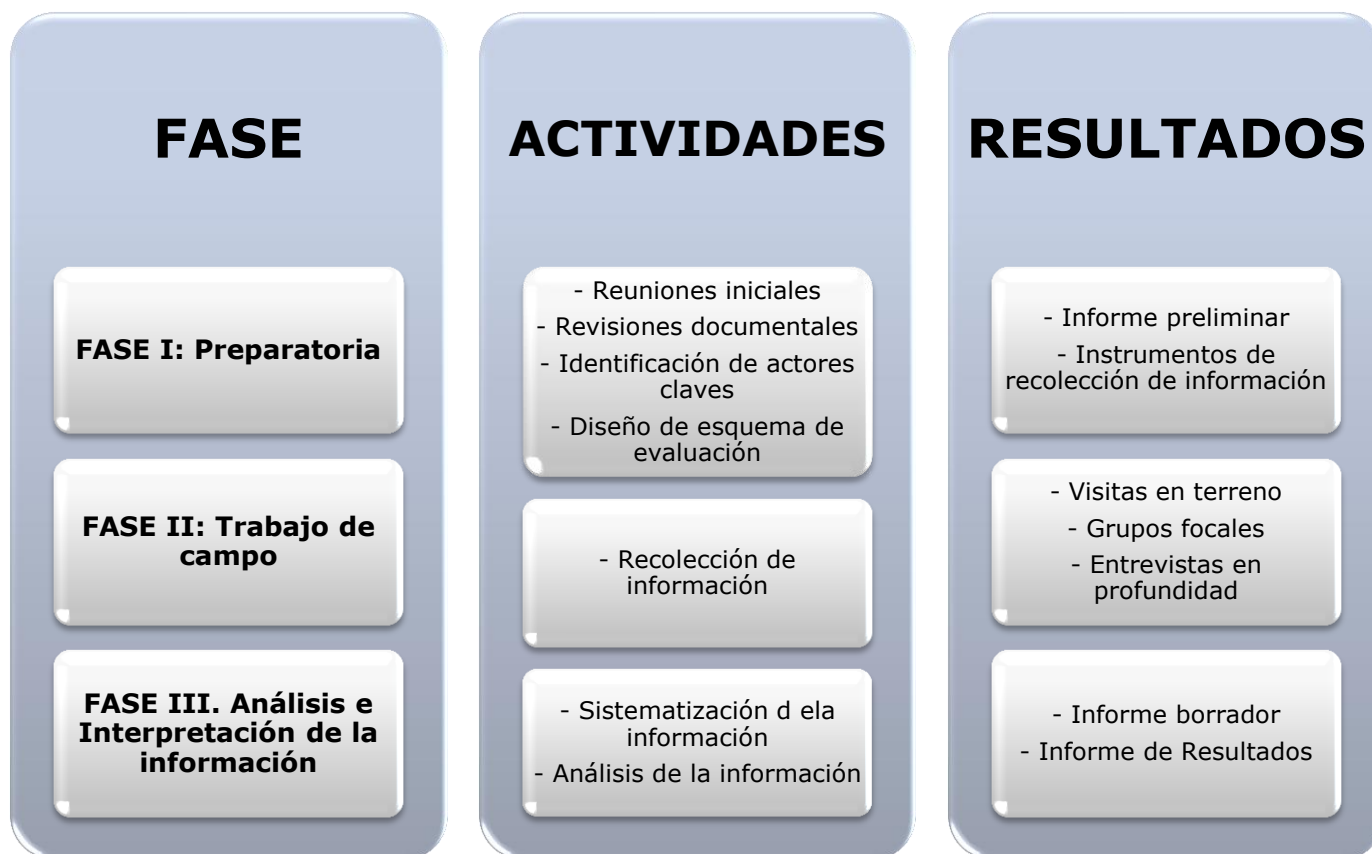 FASE
FASE I: Preparatoria
FASE II: Trabajo de
campo
FASE III. Análisis e
Interpretación de la
información
ACTIVIDADES
- Reuniones iniciales
- Revisiones documentales
- Identificación de actores
claves
- Diseño de esquema de
evaluación
- Recolección de
información
- Sistematización d ela
información
- Análisis de la información
RESULTADOS
- Informe preliminar
- Instrumentos de
recolección de información
- Visitas en terreno
- Grupos focales
- Entrevistas en
profundidad
- Informe borrador
- Informe de Resultados